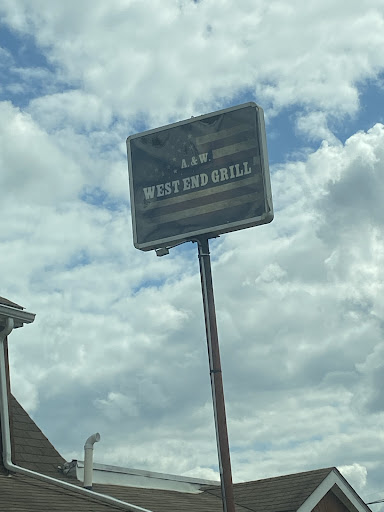 A. & W.
WEST END GRILL